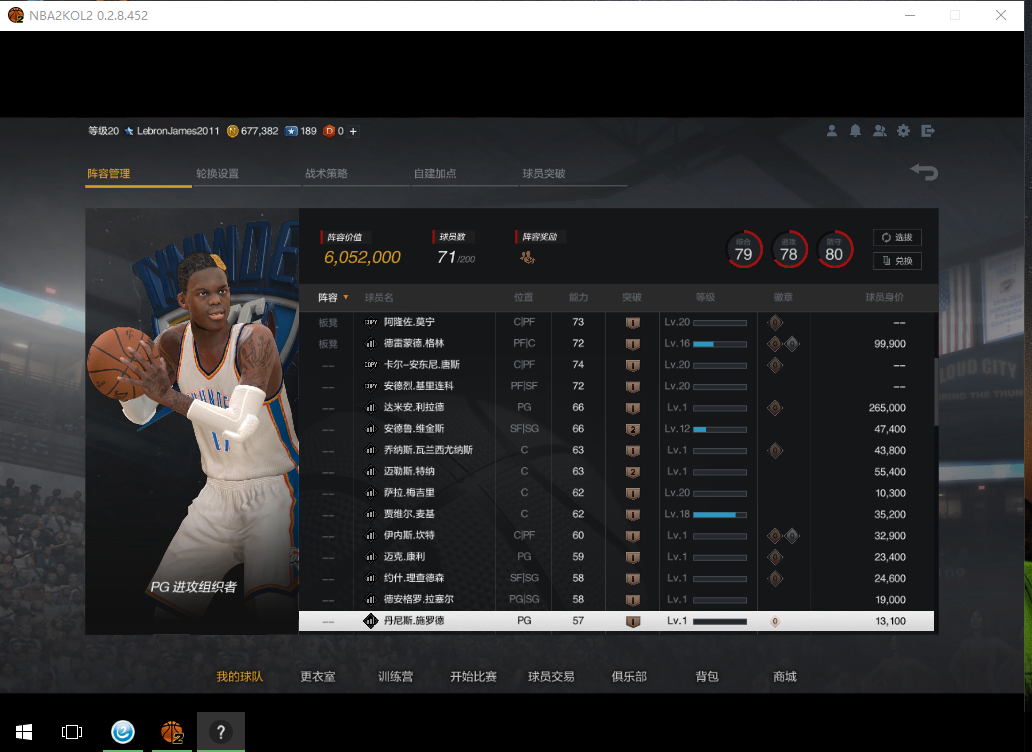 NBA2KOL2 0.2.8.452
等级20 LebronJames2011 677,382 189 0 +
阵容管理 轮换设置 战术策略 自建加点 球员突破
阵容价值 球员数 阵容奖励
6,052,000 71/200
综合 79 进攻 78 防守 80 选拔
兑换
阵容 球员名 位置 能力 突破 等级 徽章 球员身价
板凳 COPY 阿隆佐.莫宁 C|PF 73 1 Lv.20 0 --
板凳 德雷蒙德.格林 PF|C 72 1 Lv.16 0 0 99,900
-- COPY 卡尔-安东尼.唐斯 C|PF 74 1 Lv.20 0 --
-- COPY 安德烈.基里连科 PF|SF 72 1 Lv.20 --
-- 达米安.利拉德 PG 66 1 Lv.1 0 265,000
-- 安德鲁.维金斯 SF|SG 66 2 Lv.12 47,400
-- 乔纳斯.瓦兰西尤纳斯 C 63 1 Lv.1 0 43,800
-- 迈勒斯.特纳 C 63 2 Lv.1 55,400
-- 萨拉.梅吉里 C 62 1 Lv.20 10,300
-- 贾维尔.麦基 C 62 1 Lv.18 35,200
-- 伊内斯.坎特 C|PF 60 1 Lv.1 0 0 32,900
-- 迈克.康利 PG 59 1 Lv.1 0 23,400
-- 约什.理查德森 SF|SG 58 1 Lv.1 0 24,600
-- 德安格罗.拉塞尔 PG|SG 58 1 Lv.1 19,000
-- 丹尼斯.施罗德 PG 57 1 Lv.1 0 13,100
PG 进攻组织者
LOUD CITY
我的球队 更衣室 训练营 开始比赛 球员交易 俱乐部 背包 商城
2 ?